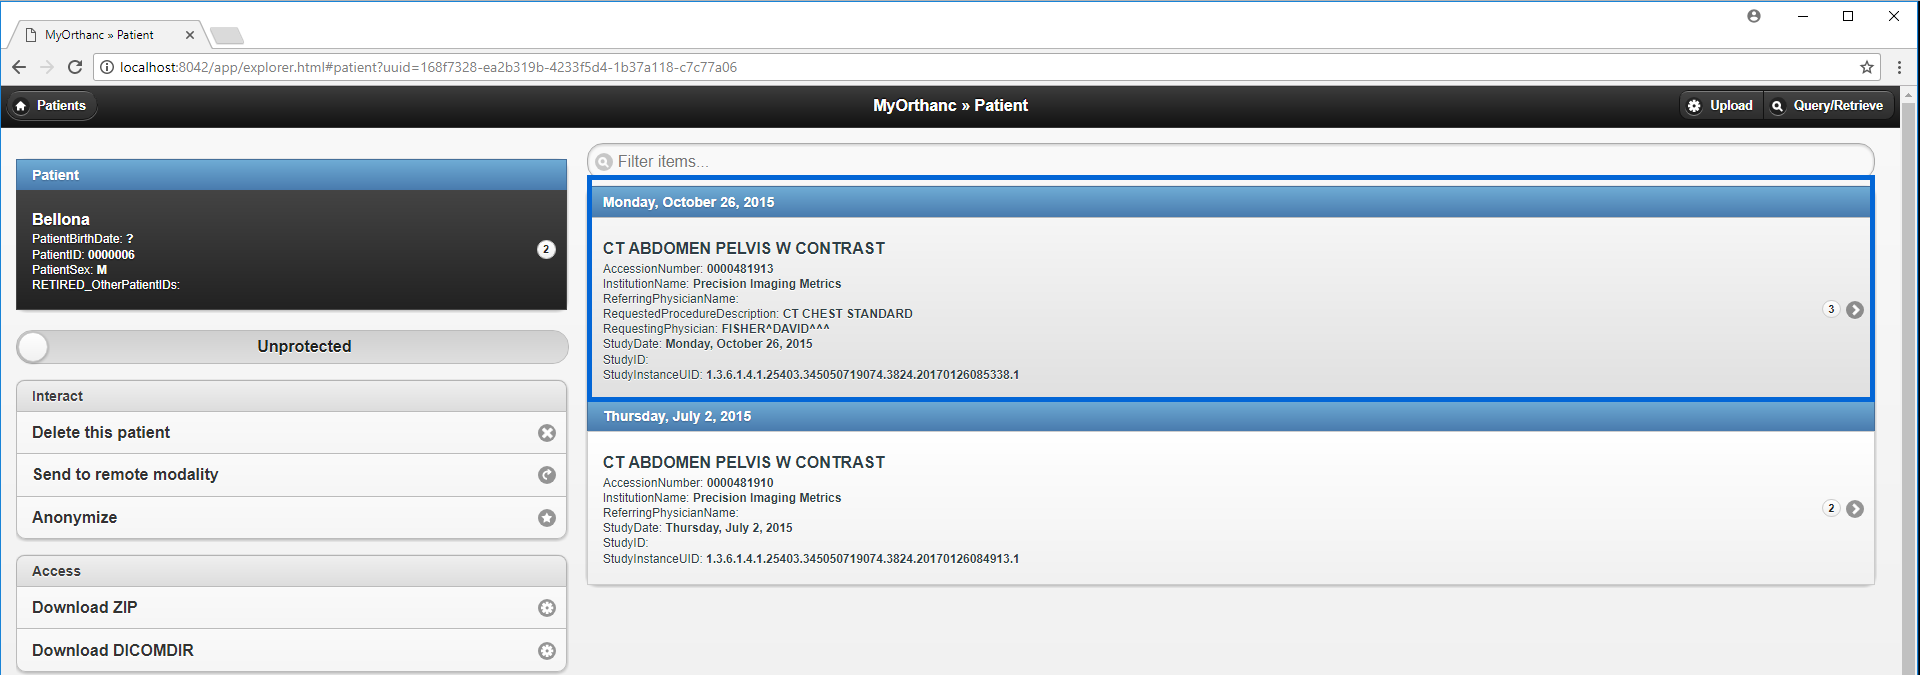 MyOrthanc » Patient
localhost:8042/app/explorer.html#patient?uuid=168f7328-ea2b319b-4233f5d4-1b37a118-c7c77a06
Patients
MyOrthanc » Patient
Upload
Query/Retrieve
Patient
Bellona
PatientBirthDate: ?
PatientID: 0000006
PatientSex: M
RETIRED_OtherPatientIDs:
2
Unprotected
Interact
Delete this patient
Send to remote modality
Anonymize
Access
Download ZIP
Download DICOMDIR
Filter items...
Monday, October 26, 2015
CT ABDOMEN PELVIS W CONTRAST
AccessionNumber: 0000481913
InstitutionName: Precision Imaging Metrics
ReferringPhysicianName:
RequestedProcedureDescription: CT CHEST STANDARD
RequestingPhysician: FISHER^DAVID^^^
StudyDate: Monday, October 26, 2015
StudyID:
StudyInstanceUID: 1.3.6.1.4.1.25403.345050719074.3824.20170126085338.1
3
Thursday, July 2, 2015
CT ABDOMEN PELVIS W CONTRAST
AccessionNumber: 0000481910
InstitutionName: Precision Imaging Metrics
ReferringPhysicianName:
StudyDate: Thursday, July 2, 2015
StudyID:
StudyInstanceUID: 1.3.6.1.4.1.25403.345050719074.3824.20170126084913.1
2